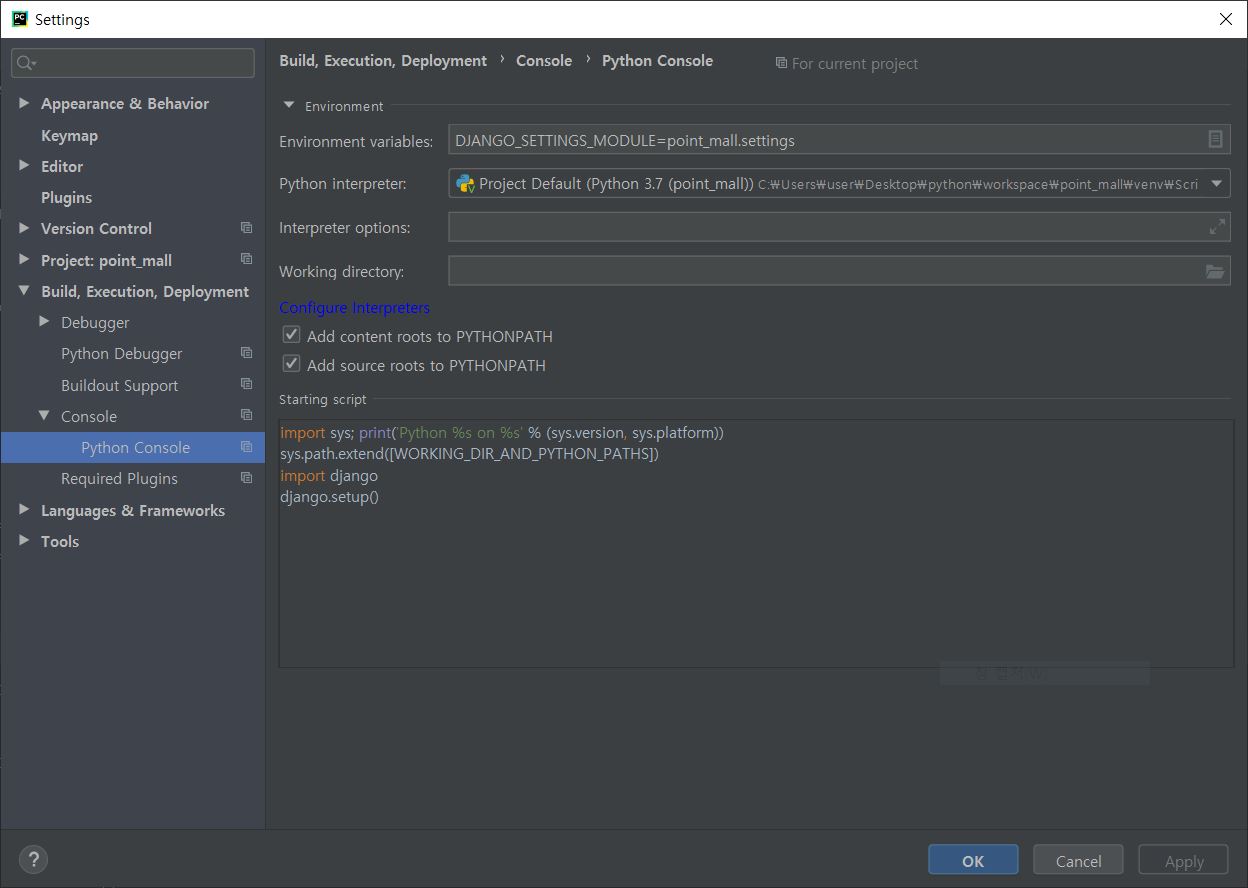 Settings
Appearance & Behavior
Keymap
Editor
Plugins
Version Control
Project: point_mall
Build, Execution, Deployment
Debugger
Python Debugger
Buildout Support
Console
Python Console
Required Plugins
Languages & Frameworks
Tools
Build, Execution, Deployment › Console › Python Console For current project
Environment
Environment variables: DJANGO_SETTINGS_MODULE=point_mall.settings
Python interpreter: Project Default (Python 3.7 (point_mall)) C:₩Users₩user₩Desktop₩python₩workspace₩point_mall₩venv₩Scri
Interpreter options:
Working directory:
Configure Interpreters
Add content roots to PYTHONPATH
Add source roots to PYTHONPATH
Starting script
import sys; print('Python %s on %s' % (sys.version, sys.platform))
sys.path.extend([WORKING_DIR_AND_PYTHON_PATHS])
import django
django.setup()
?
OK Cancel Apply